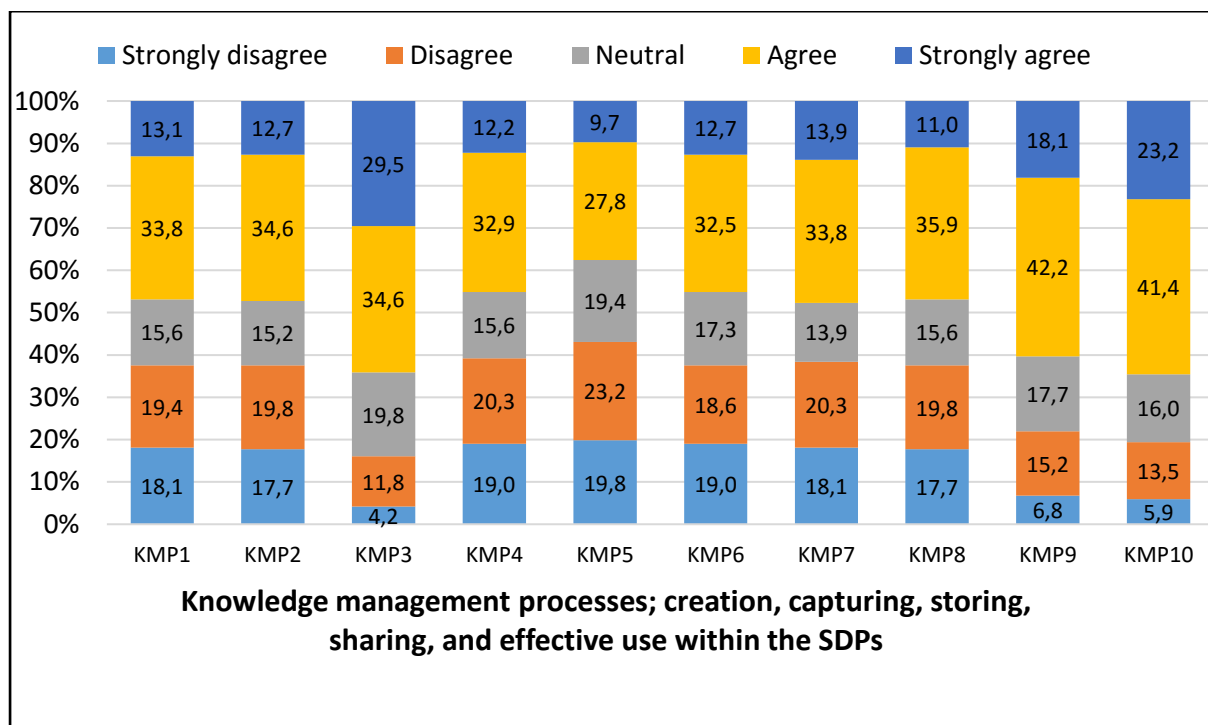 Strongly disagree Disagree Neutral Agree Strongly agree
100%
90%
80%
70%
60%
50%
40%
30%
20%
10%
0%
13,1 12,7 29,5 12,2 9,7 12,7 13,9 11,0 18,1 23,2
33,8 34,6 34,6 32,9 27,8 32,5 33,8 35,9 42,2 41,4
15,6 15,2 19,8 15,6 19,4 17,3 13,9 15,6 17,7 16,0
19,4 19,8 11,8 20,3 23,2 18,6 20,3 19,8 15,2 13,5
18,1 17,7 4,2 19,0 19,8 19,0 18,1 17,7 6,8 5,9
KMP1 KMP2 KMP3 KMP4 KMP5 KMP6 KMP7 KMP8 KMP9 KMP10
Knowledge management processes; creation, capturing, storing,
sharing, and effective use within the SDPs